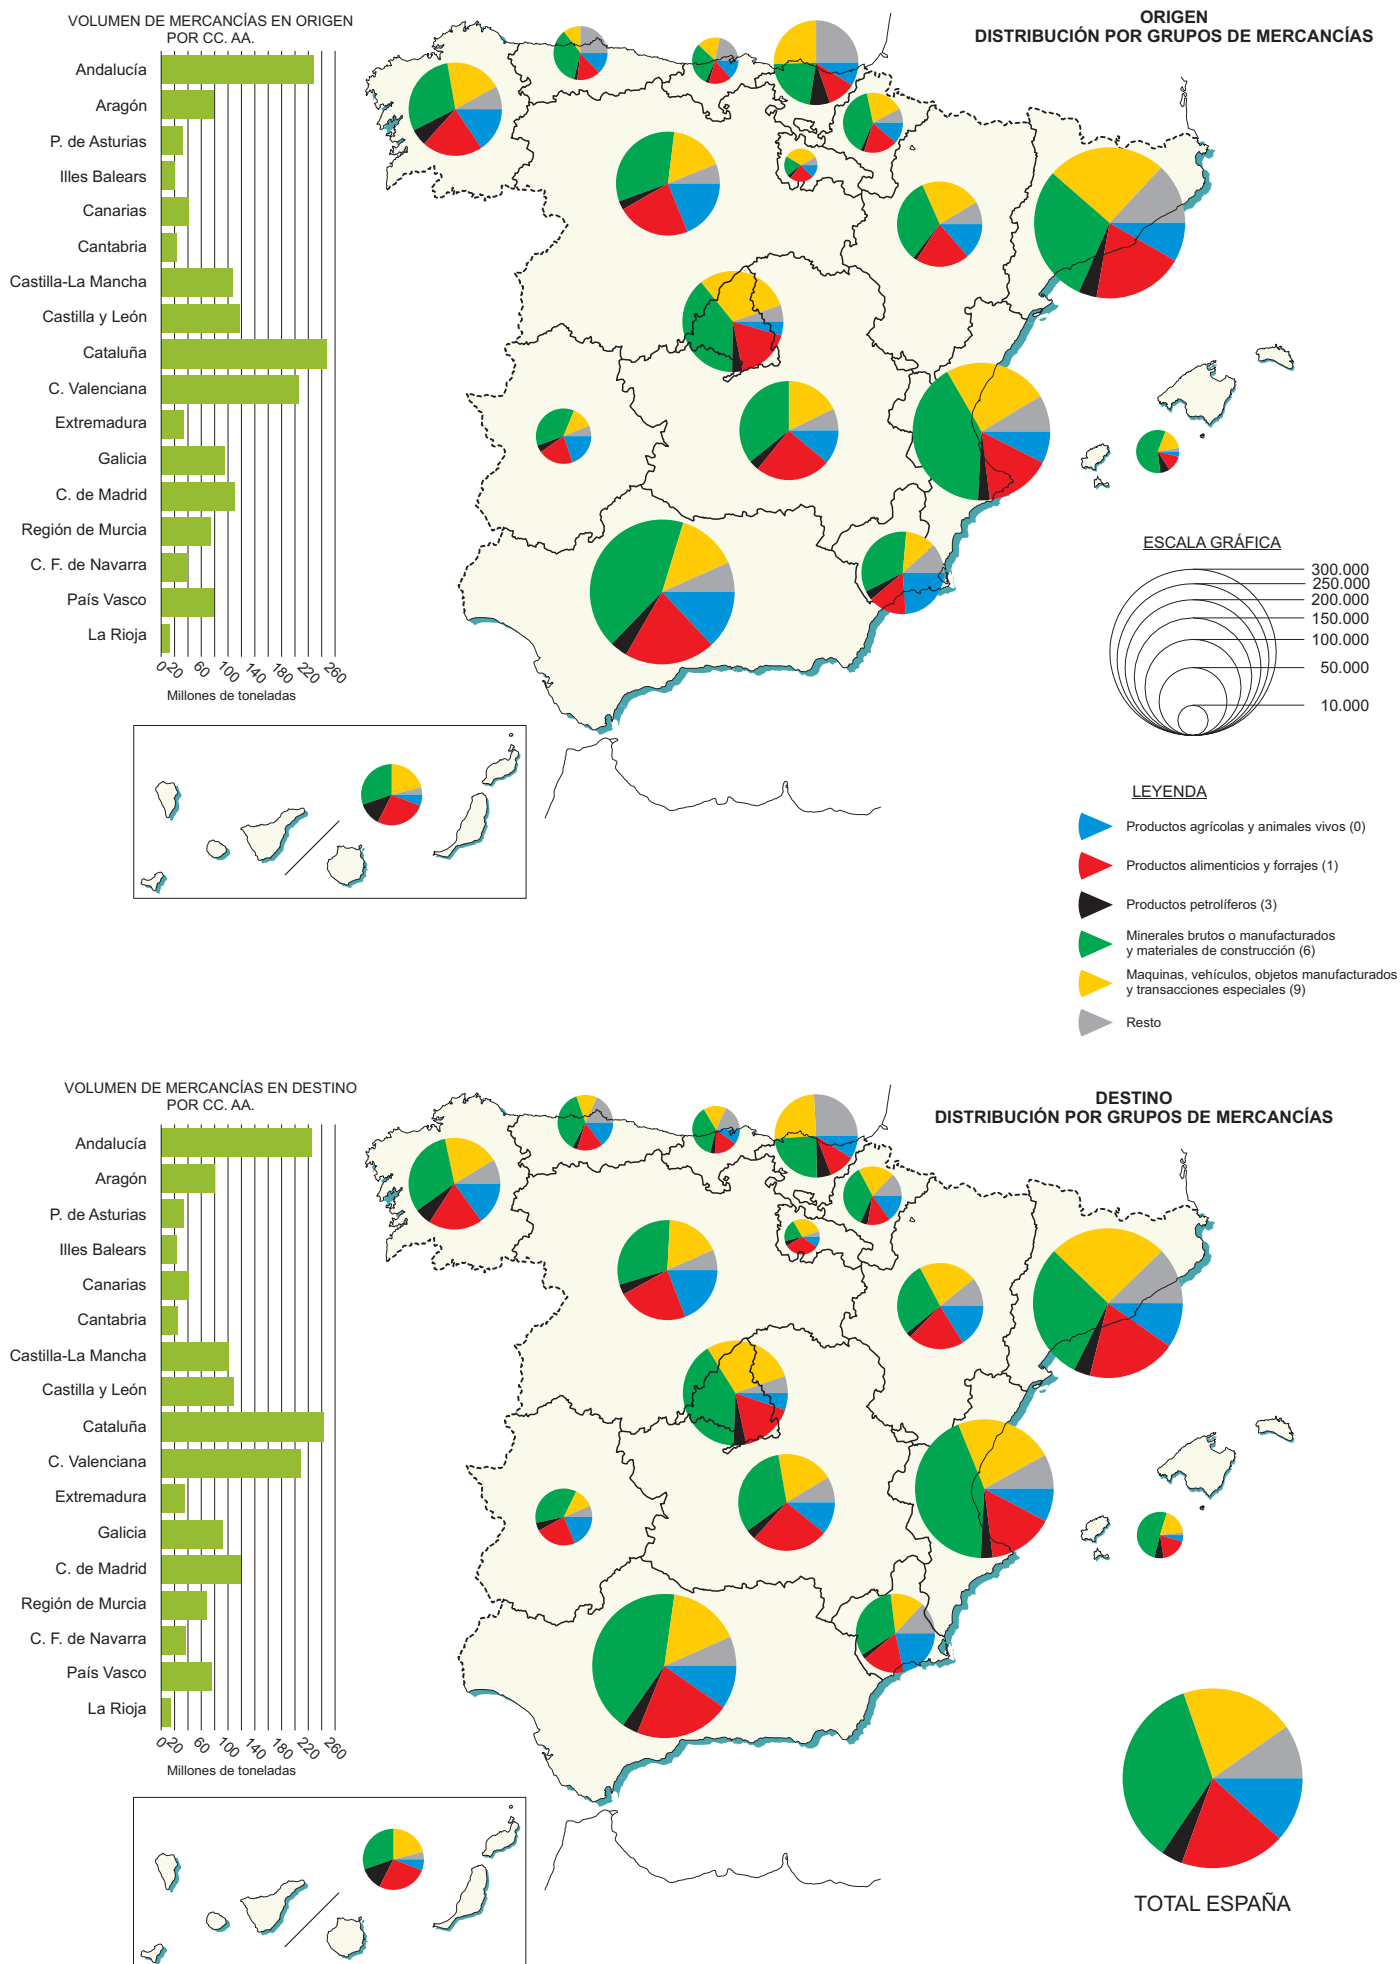 VOLUMEN DE MERCANCÍAS EN ORIGEN
POR CC. AA.
Andalucía
Aragón
P. de Asturias
Illes Balears
Canarias
Cantabria
Castilla-La Mancha
Castilla y León
Cataluña
C. Valenciana
Extremadura
Galicia
C. de Madrid
Región de Murcia
C. F. de Navarra
País Vasco
La Rioja
0 20 60 100 140 180 220 260
Millones de toneladas
ORIGEN
DISTRIBUCIÓN POR GRUPOS DE MERCANCÍAS
ESCALA GRÁFICA
300.000
250.000
200.000
150.000
100.000
50.000
10.000
LEYENDA
Productos agrícolas y animales vivos (0)
Productos alimenticios y forrajes (1)
Productos petrolíferos (3)
Minerales brutos o manufacturados
y materiales de construcción (6)
Maquinas, vehículos, objetos manufacturados
y transacciones especiales (9)
Resto
VOLUMEN DE MERCANCÍAS EN DESTINO
POR CC. AA.
Andalucía
Aragón
P. de Asturias
Illes Balears
Canarias
Cantabria
Castilla-La Mancha
Castilla y León
Cataluña
C. Valenciana
Extremadura
Galicia
C. de Madrid
Región de Murcia
C. F. de Navarra
País Vasco
La Rioja
0 20 60 100 140 180 220 260
Millones de toneladas
DESTINO
DISTRIBUCIÓN POR GRUPOS DE MERCANCÍAS
TOTAL ESPAÑA